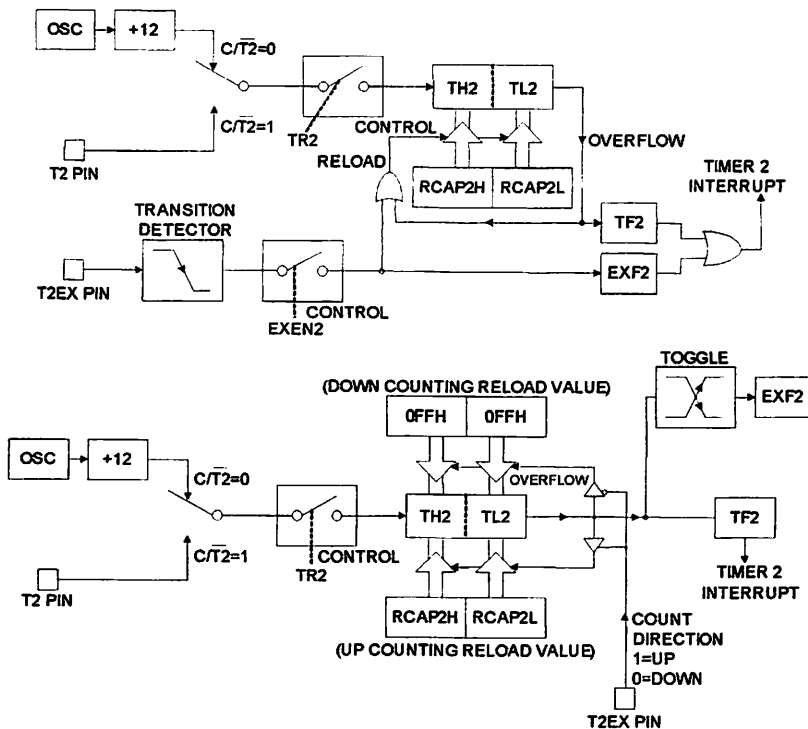 OSC
+12
C/T2=0
C/T2=1
T2 PIN
TR2
CONTROL
RELOAD
TH2
TL2
RCAP2H
RCAP2L
OVERFLOW
TIMER 2
INTERRUPT
TF2
EXF2
TRANSITION
DETECTOR
T2EX PIN
CONTROL
EXEN2
TOGGLE
EXF2
(DOWN COUNTING RELOAD VALUE)
0FFH
0FFH
OSC
+12
C/T2=0
C/T2=1
T2 PIN
CONTROL
TR2
OVERFLOW
TH2
TL2
TF2
TIMER 2
INTERRUPT
RCAP2H
RCAP2L
(UP COUNTING RELOAD VALUE)
COUNT
DIRECTION
1=UP
0=DOWN
T2EX PIN